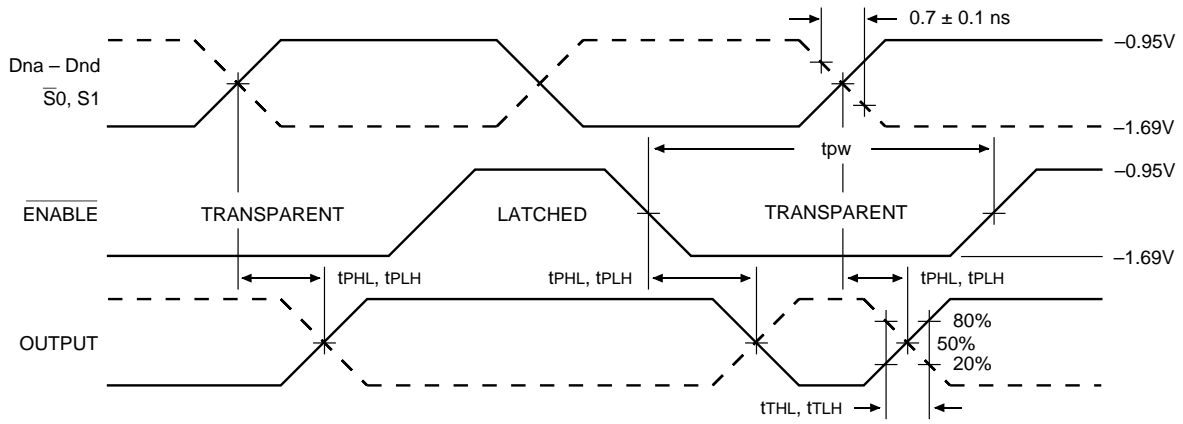 0.7 ± 0.1 ns
–0.95V
Dna – Dnd
S̅0, S1
–1.69V
tpw
–0.95V
E̅N̅A̅B̅L̅E̅
TRANSPARENT
LATCHED
TRANSPARENT
–1.69V
tPHL, tPLH
tPHL, tPLH
tPHL, tPLH
80%
OUTPUT
50%
20%
tTHL, tTLH